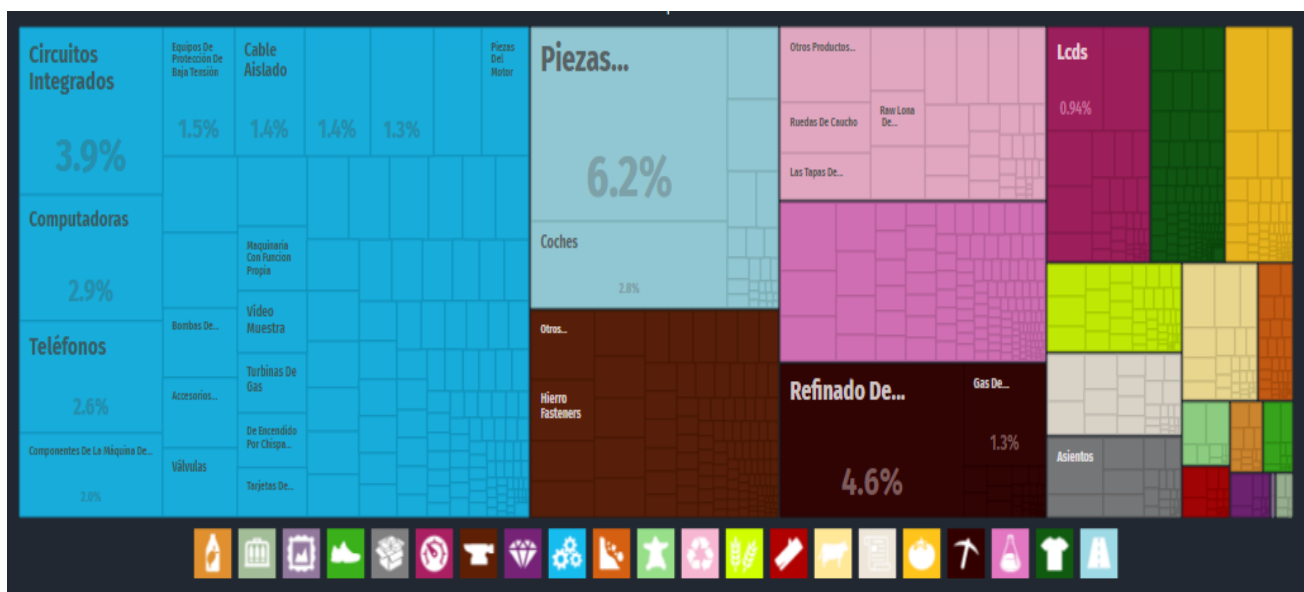 Circuitos
Integrados
3.9%
Computadoras
2.9%
Teléfonos
2.6%
Componentes De La Máquina De...
2.0%
Equipos De
Protección De
Baja Tensión
1.5%
Bombas De...
Accesorios...
Válvulas
Cable
Aislado
1.4%
1.4%
1.3%
Piezas
Del
Motor
Maquinaria
Con Funcion
Propia
Video
Muestra
Turbinas De
Gas
De Encendido
Por Chispa...
Tarjetas De...
Piezas...
6.2%
Coches
2.8%
Otros...
Hierro
Fasteners
Otros Productos...
Ruedas De Caucho
Las Tapas De...
Raw Lona
De...
Refinado De...
4.6%
Gas De...
1.3%
Lcds
0.94%
Asientos